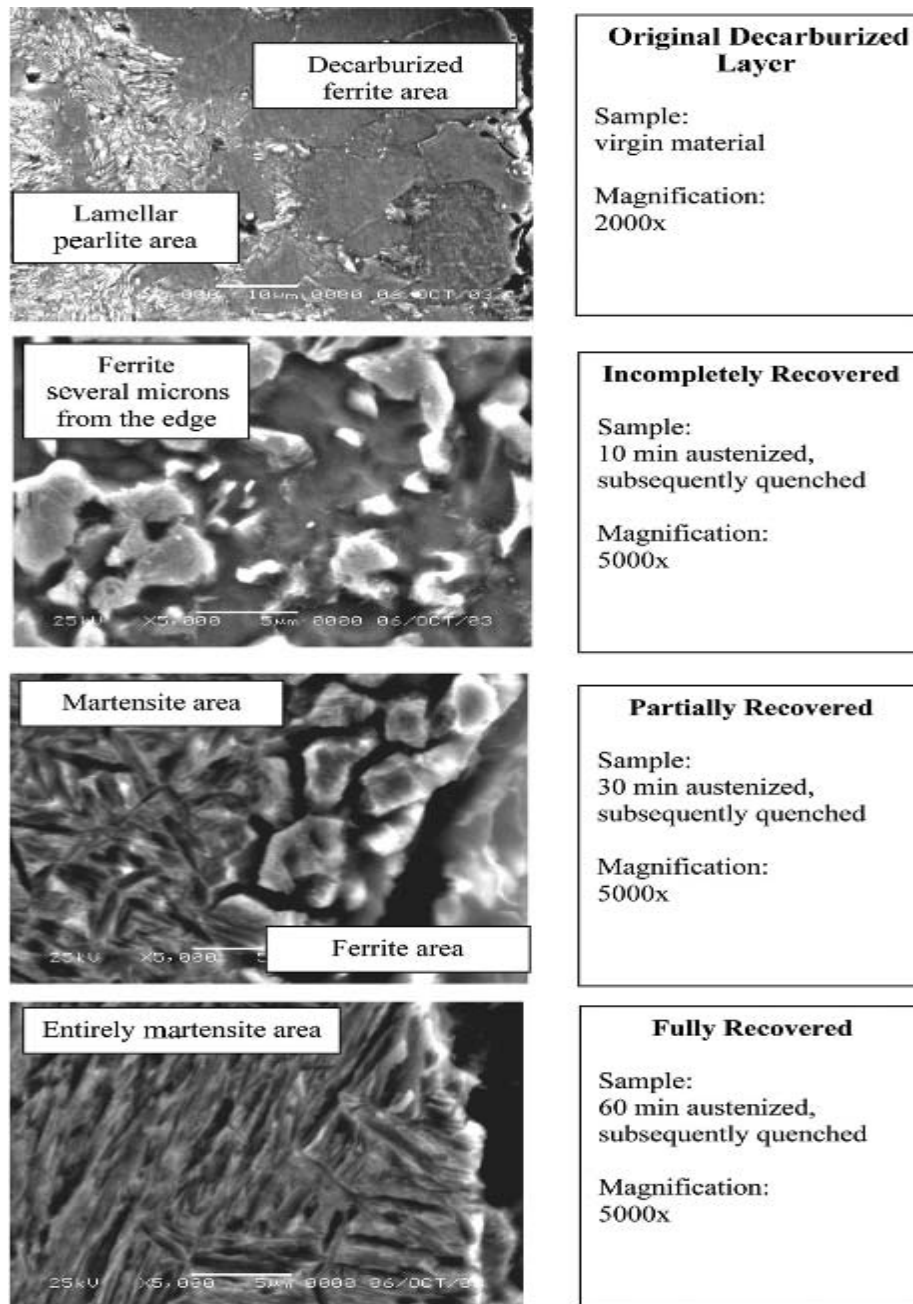 Decarburized
ferrite area
Lamellar
pearlite area
10μm 0000 06/OCT/03
Original Decarburized
Layer
Sample:
virgin material
Magnification:
2000x
Ferrite
several microns
from the edge
25kV X5,000 5μm 0000 06/OCT/03
Incompletely Recovered
Sample:
10 min austenized,
subsequently quenched
Magnification:
5000x
Martensite area
Ferrite area
25kV X5,000
Partially Recovered
Sample:
30 min austenized,
subsequently quenched
Magnification:
5000x
Entirely martensite area
25kV X5,000 5μm 0000 06/OCT/
Fully Recovered
Sample:
60 min austenized,
subsequently quenched
Magnification:
5000x